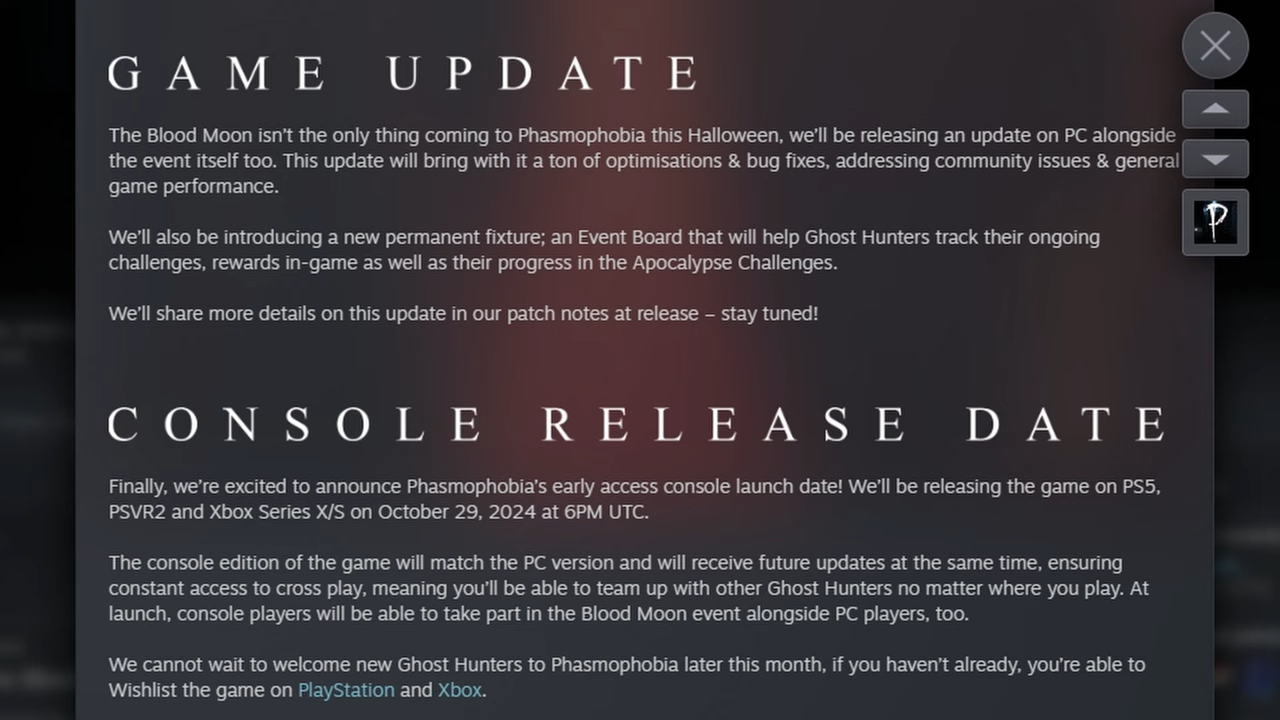 GAME UPDATE
The Blood Moon isn't the only thing coming to Phasmophobia this Halloween, we'll be releasing an update on PC alongside
the event itself too. This update will bring with it a ton of optimisations & bug fixes, addressing community issues & general
game performance.
We'll also be introducing a new permanent fixture; an Event Board that will help Ghost Hunters track their ongoing
challenges, rewards in-game as well as their progress in the Apocalypse Challenges.
We'll share more details on this update in our patch notes at release – stay tuned!
CONSOLE RELEASE DATE
Finally, we're excited to announce Phasmophobia's early access console launch date! We'll be releasing the game on PS5,
PSVR2 and Xbox Series X/S on October 29, 2024 at 6PM UTC.
The console edition of the game will match the PC version and will receive future updates at the same time, ensuring
constant access to cross play, meaning you'll be able to team up with other Ghost Hunters no matter where you play. At
launch, console players will be able to take part in the Blood Moon event alongside PC players, too.
We cannot wait to welcome new Ghost Hunters to Phasmophobia later this month, if you haven't already, you're able to
Wishlist the game on PlayStation and Xbox.